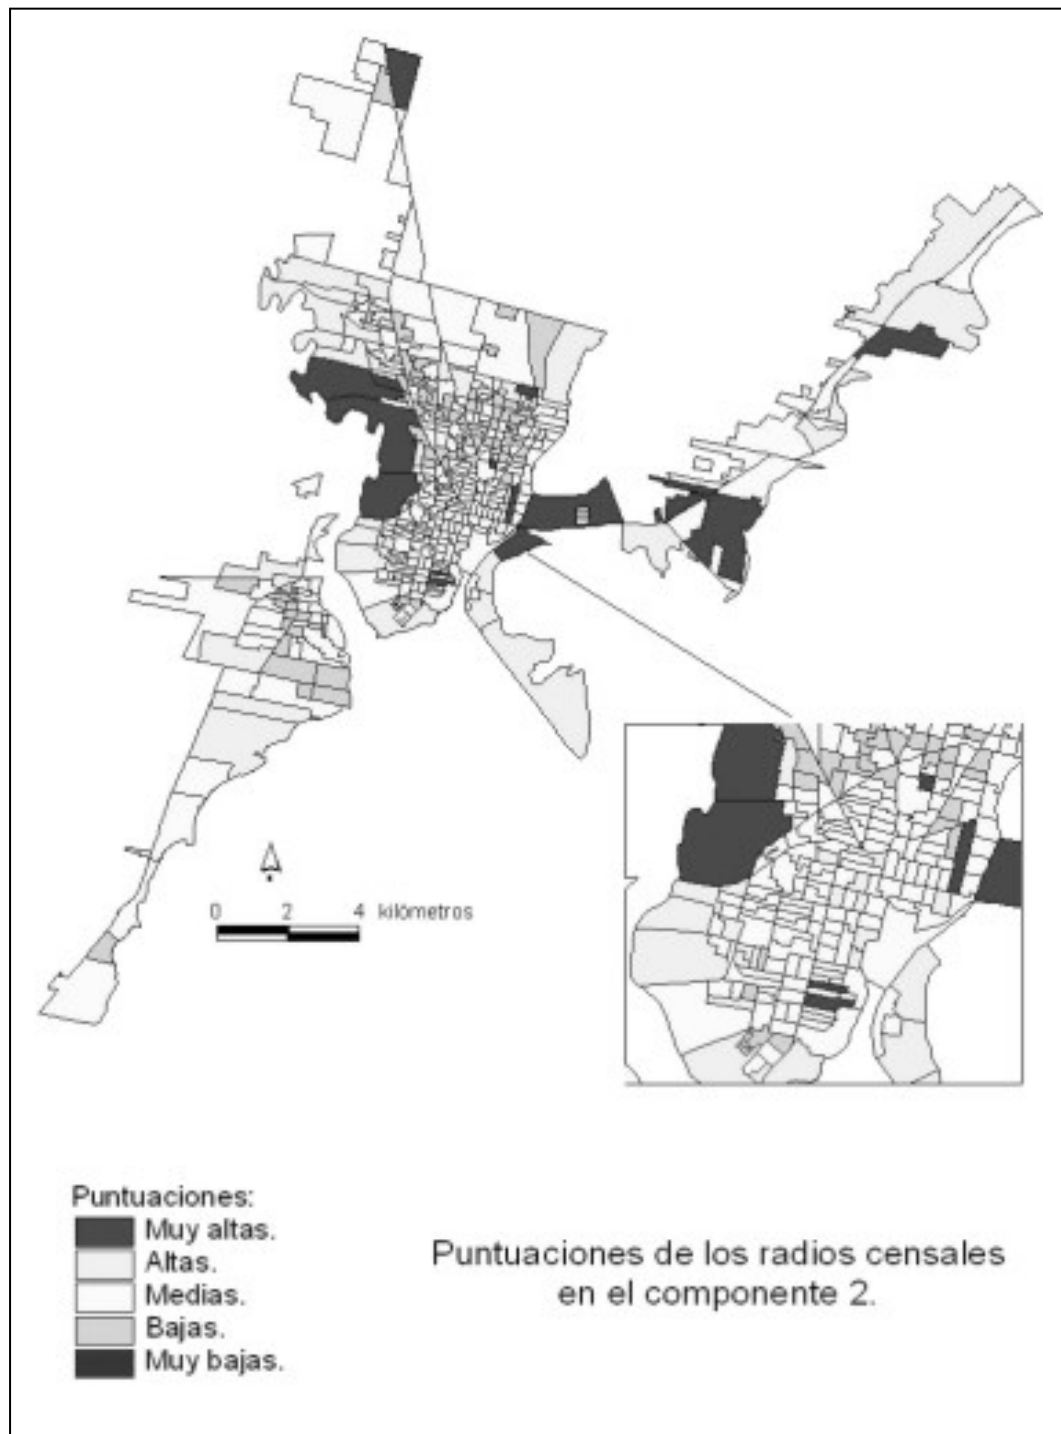 0 2 4 kilómetros
Puntuaciones:
Muy altas.
Altas.
Medias.
Bajas.
Muy bajas.
Puntuaciones de los radios censales
en el componente 2.